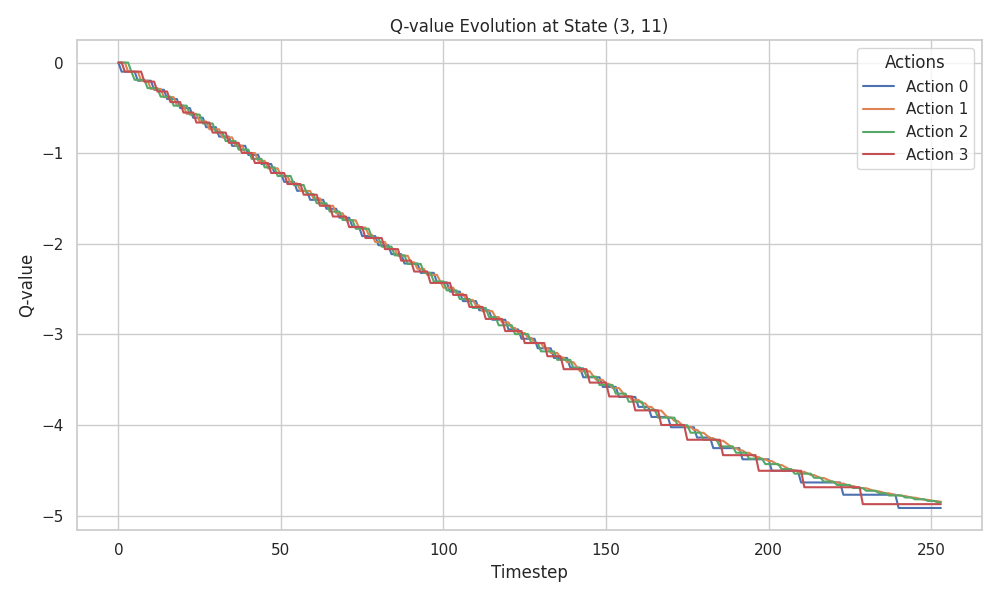 Q-value Evolution at State (3, 11)
Actions
Action 0
Action 1
Action 2
Action 3
Q-value
0
−1
−2
−3
−4
−5
0 50 100 150 200 250
Timestep